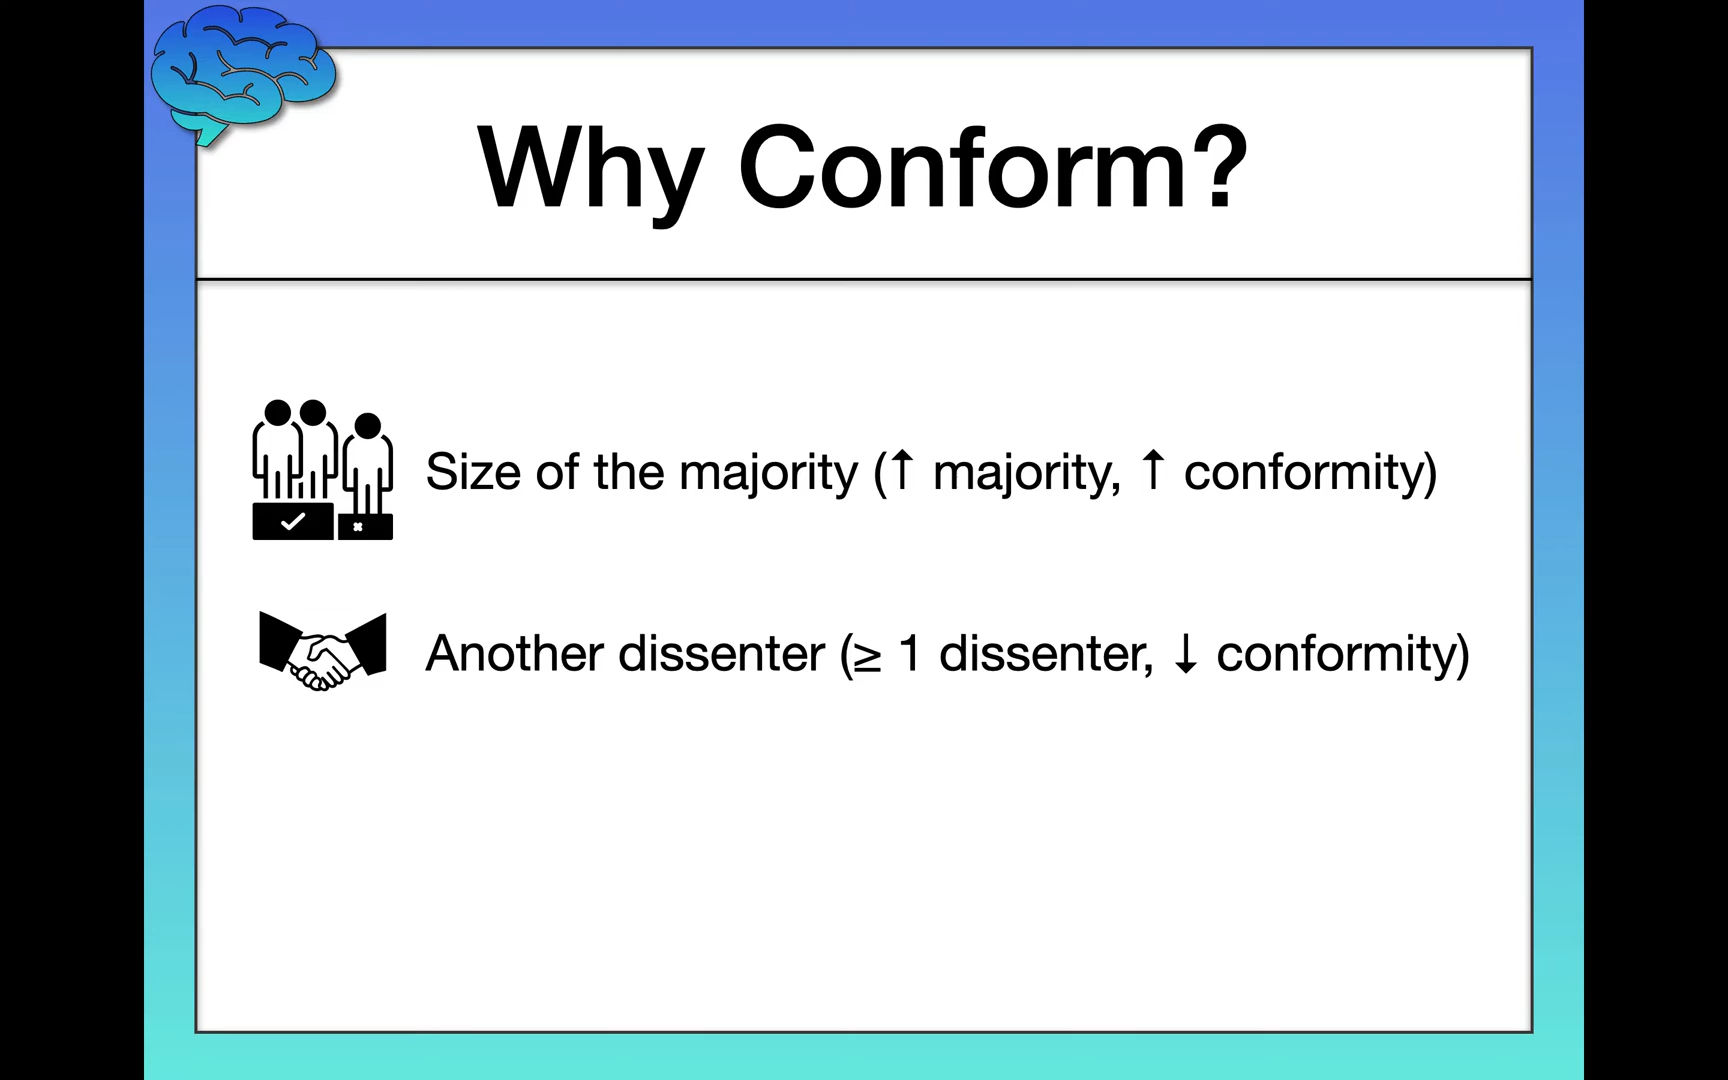 Why Conform?
Size of the majority (↑ majority, ↑ conformity)
Another dissenter (≥ 1 dissenter, ↓ conformity)